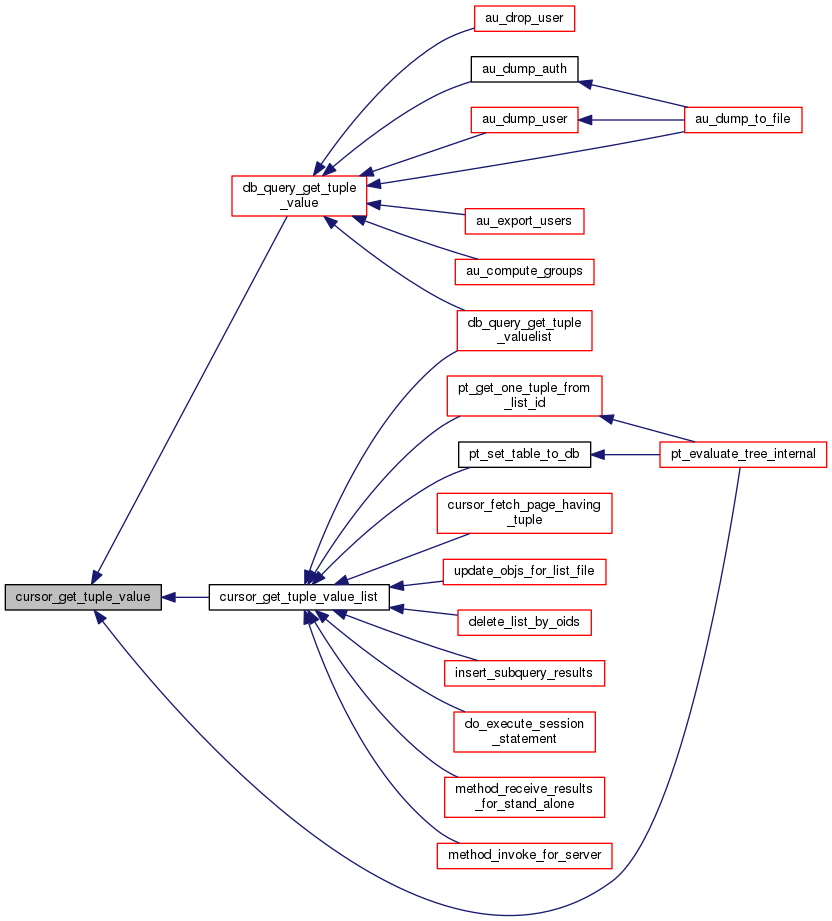 au_drop_user
au_dump_auth
au_dump_user
au_dump_to_file
db_query_get_tuple
_value
au_export_users
au_compute_groups
db_query_get_tuple
_valuelist
pt_get_one_tuple_from
_list_id
pt_set_table_to_db
pt_evaluate_tree_internal
cursor_fetch_page_having
_tuple
update_objs_for_list_file
cursor_get_tuple_value
cursor_get_tuple_value_list
delete_list_by_oids
insert_subquery_results
do_execute_session
_statement
method_receive_results
_for_stand_alone
method_invoke_for_server